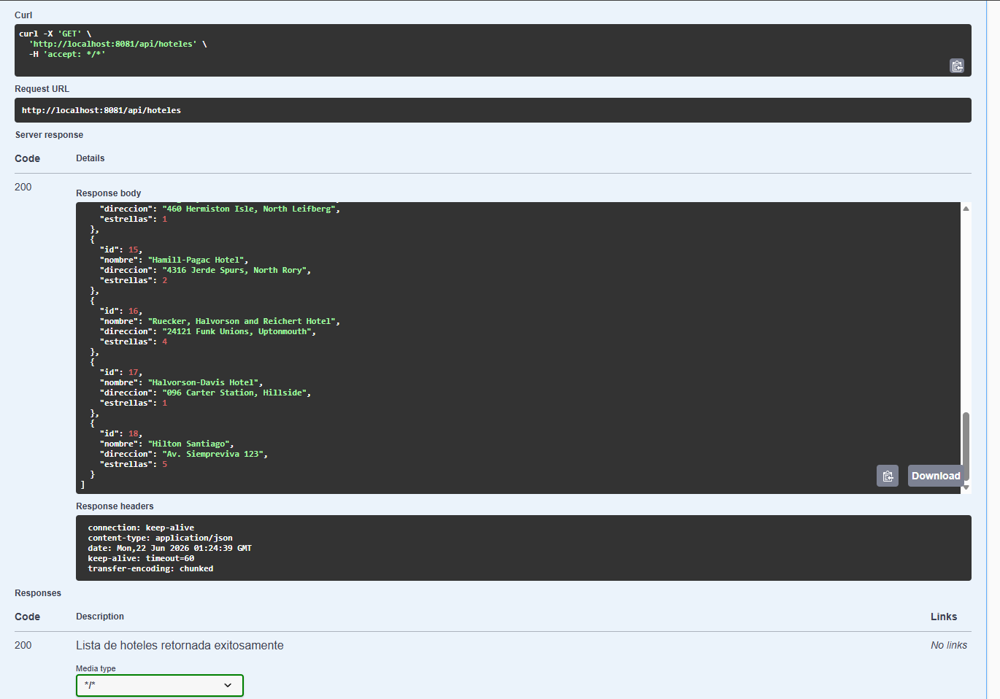 Curl
curl -X 'GET' \
'http://localhost:8081/api/hoteles' \
-H 'accept: */*'
Request URL
http://localhost:8081/api/hoteles
Server response
Code Details
200
Response body
"direccion": "460 Hermiston Isle, North Leifberg",
"estrellas": 1
},
{
"id": 15,
"nombre": "Hamill-Pagac Hotel",
"direccion": "4316 Jerde Spurs, North Rory",
"estrellas": 2
},
{
"id": 16,
"nombre": "Ruecker, Halvorson and Reichert Hotel",
"direccion": "24121 Funk Unions, Uptonmouth",
"estrellas": 4
},
{
"id": 17,
"nombre": "Halvorson-Davis Hotel",
"direccion": "096 Carter Station, Hillside",
"estrellas": 1
},
{
"id": 18,
"nombre": "Hilton Santiago",
"direccion": "Av. Siempreviva 123",
"estrellas": 5
}
]
Download
Response headers
connection: keep-alive
content-type: application/json
date: Mon,22 Jun 2026 01:24:39 GMT
keep-alive: timeout=60
transfer-encoding: chunked
Responses
Code Description Links
200 Lista de hoteles retornada exitosamente No links
Media type
*/*